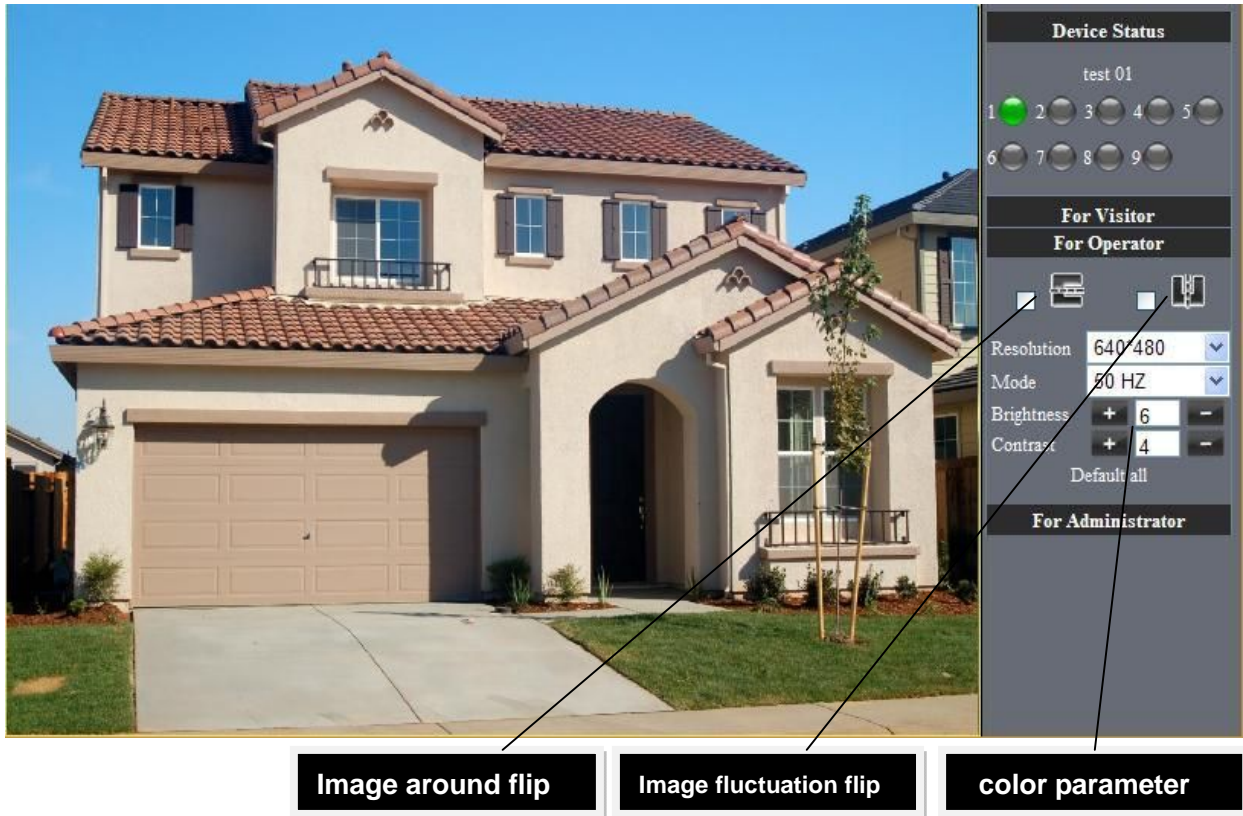 Device Status
test 01
1 2 3 4 5
6 7 8 9
For Visitor
For Operator
Resolution 640*480
Mode 50 HZ
Brightness + 6 -
Contrast + 4 -
Default all
For Administrator
Image around flip
Image fluctuation flip
color parameter